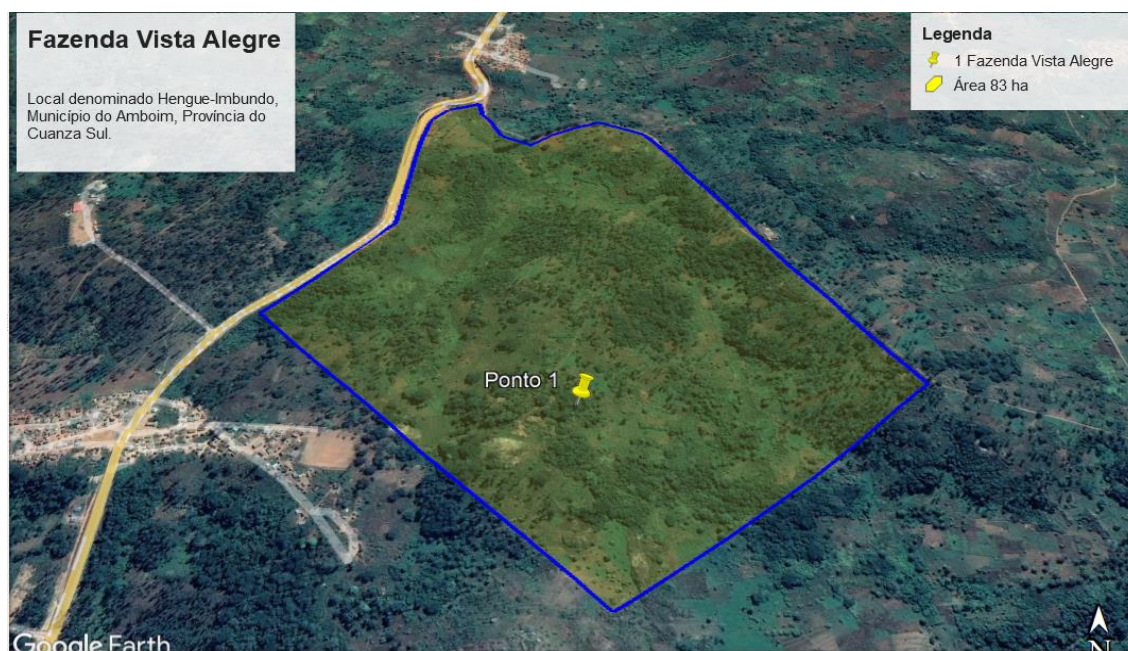 Fazenda Vista Alegre
Local denominado Hengue-Imbundo,
Município do Amboim, Província do
Cuanza Sul.
Legenda
1 Fazenda Vista Alegre
Área 83 ha
Ponto 1
Google Earth
N